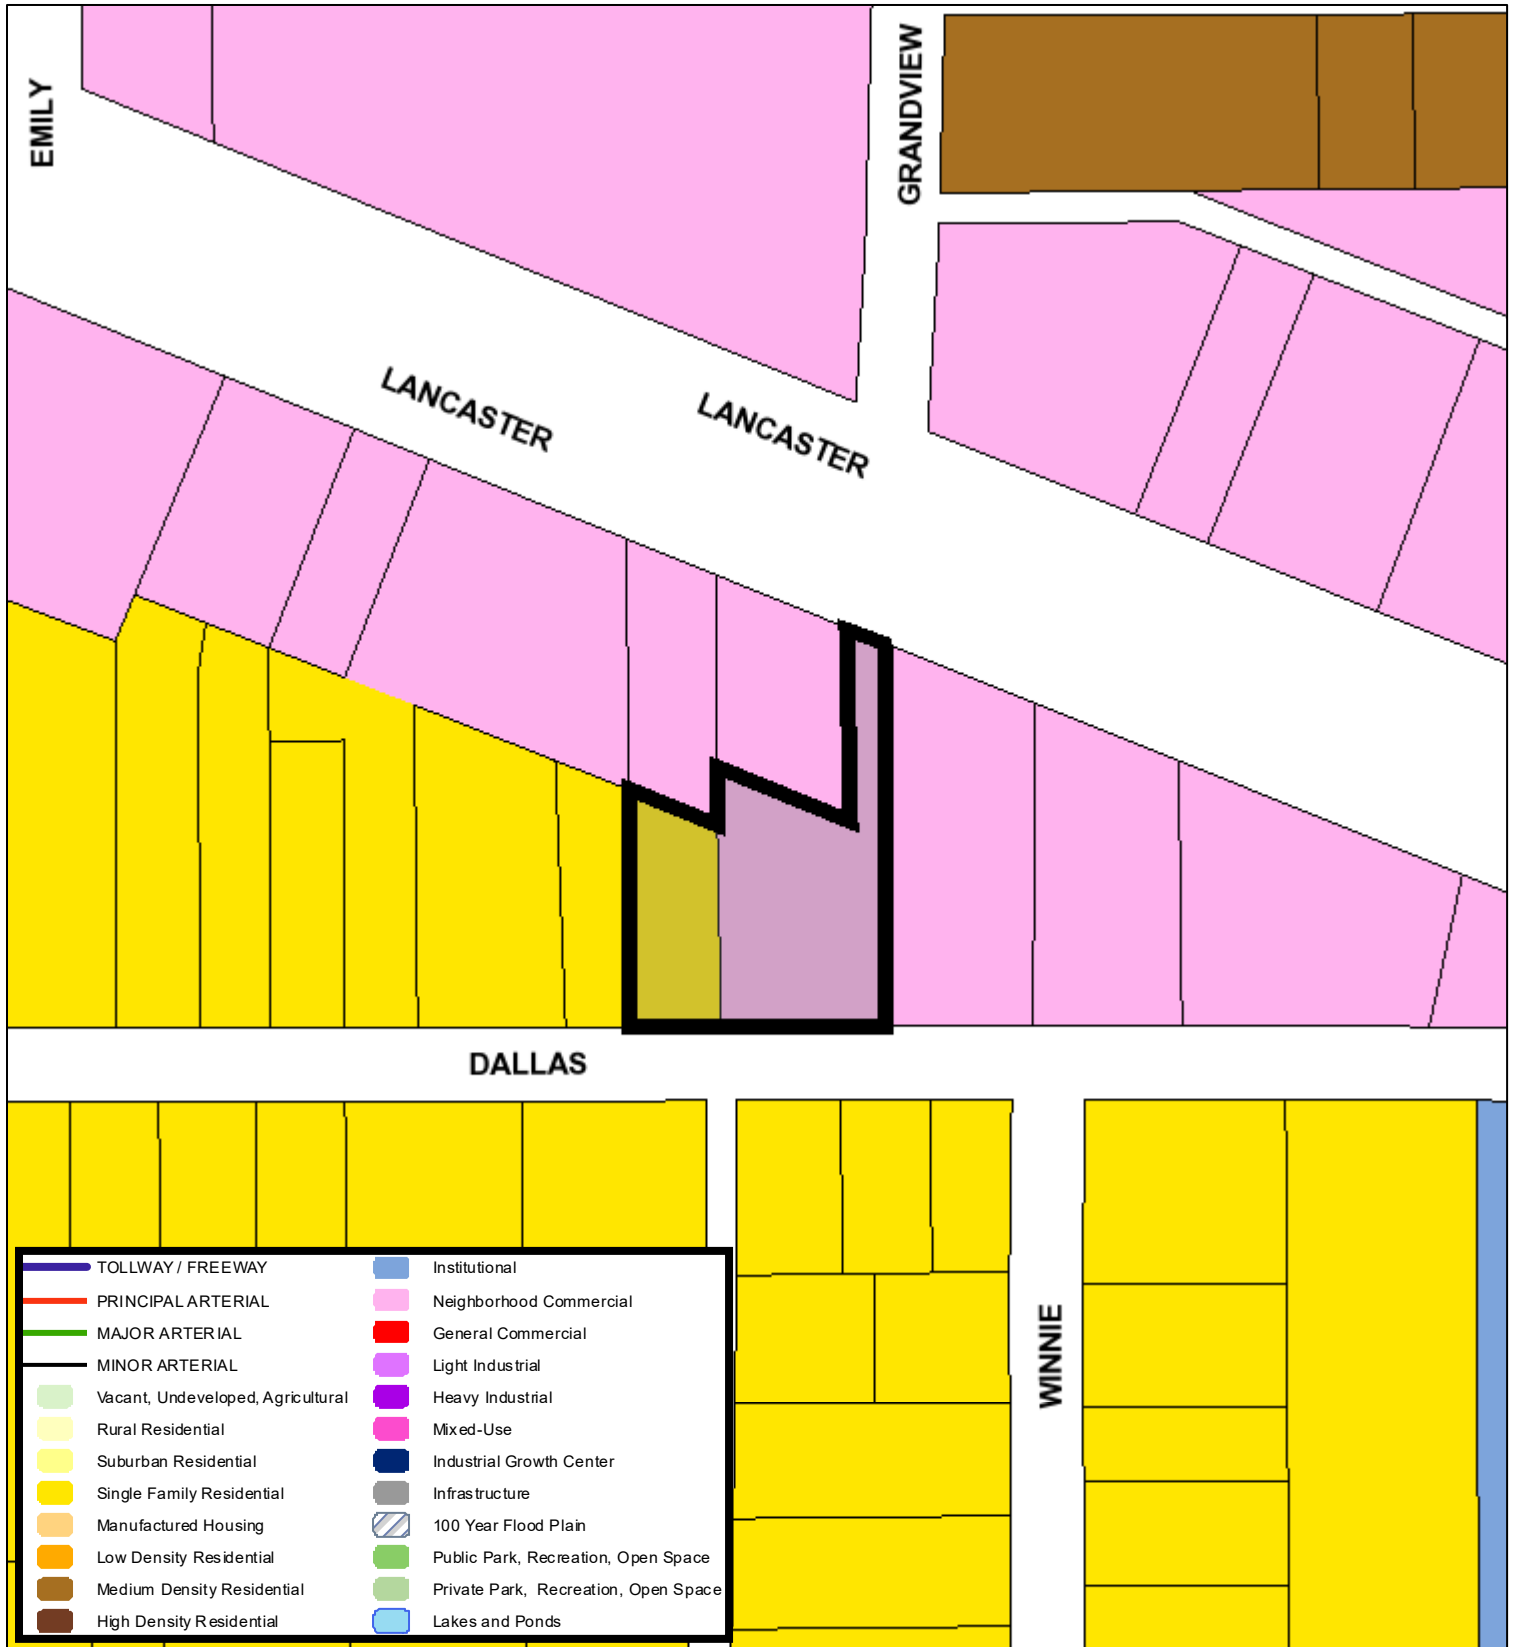 EMILY
GRANDVIEW
LANCASTER
LANCASTER
DALLAS
WINNIE
TOLLWAY / FREEWAY
PRINCIPAL ARTERIAL
MAJOR ARTERIAL
MINOR ARTERIAL
Vacant, Undeveloped, Agricultural
Rural Residential
Suburban Residential
Single Family Residential
Manufactured Housing
Low Density Residential
Medium Density Residential
High Density Residential
Institutional
Neighborhood Commercial
General Commercial
Light Industrial
Heavy Industrial
Mixed-Use
Industrial Growth Center
Infrastructure
100 Year Flood Plain
Public Park, Recreation, Open Space
Private Park, Recreation, Open Space
Lakes and Ponds